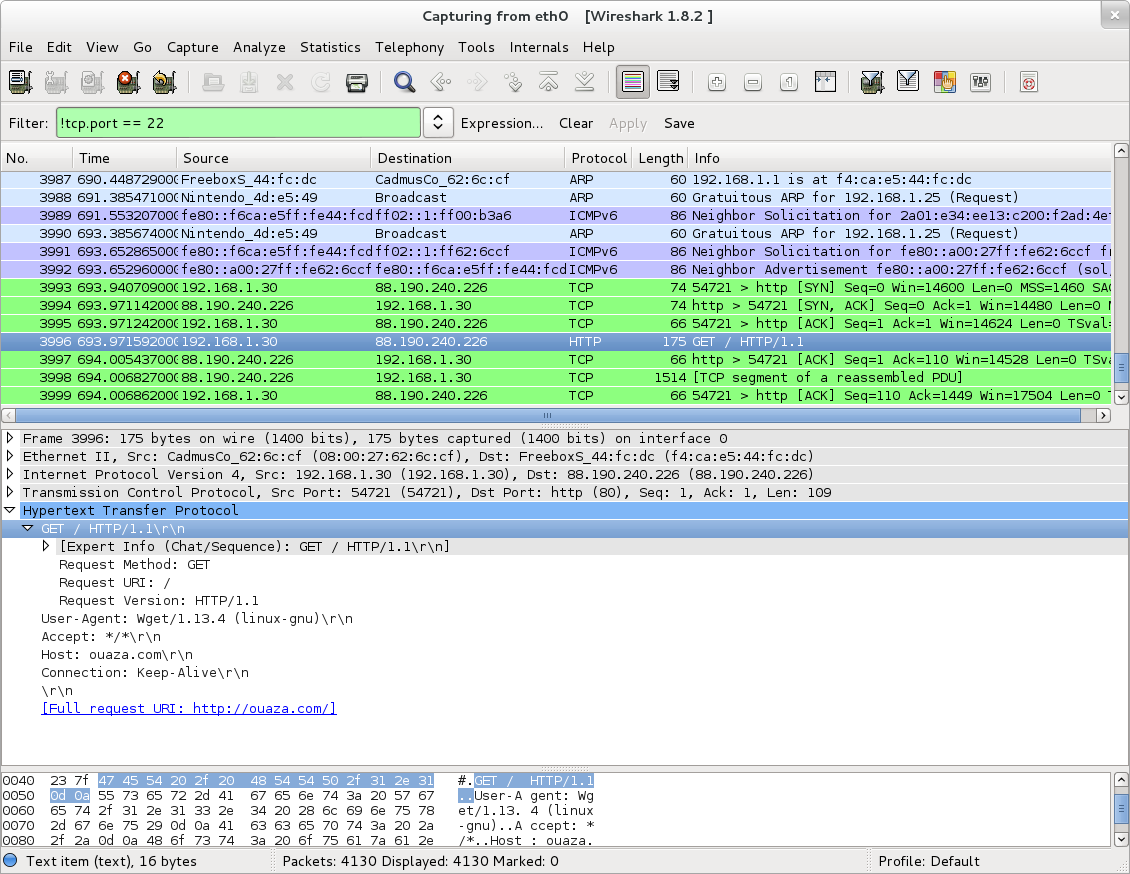 Capturing from eth0 [Wireshark 1.8.2 ]
File Edit View Go Capture Analyze Statistics Telephony Tools Internals Help
Filter: !tcp.port == 22 Expression... Clear Apply Save
No. Time Source Destination Protocol Length Info
3987 690.448729000 FreeboxS_44:fc:dc CadmusCo_62:6c:cf ARP 60 192.168.1.1 is at f4:ca:e5:44:fc:dc
3988 691.385471000 Nintendo_4d:e5:49 Broadcast ARP 60 Gratuitous ARP for 192.168.1.25 (Request)
3989 691.553207000 fe80::f6ca:e5ff:fe44:fcd ff02::1:ff00:b3a6 ICMPv6 86 Neighbor Solicitation for 2a01:e34:ee13:c200:f2ad:4e
3990 693.385674000 Nintendo_4d:e5:49 Broadcast ARP 60 Gratuitous ARP for 192.168.1.25 (Request)
3991 693.652865000 fe80::f6ca:e5ff:fe44:fcd ff02::1:ff62:6ccf ICMPv6 86 Neighbor Solicitation for fe80::a00:27ff:fe62:6ccf fr
3992 693.652960000 fe80::a00:27ff:fe62:6ccf fe80::f6ca:e5ff:fe44:fcd ICMPv6 86 Neighbor Advertisement fe80::a00:27ff:fe62:6ccf (sol,
3993 693.940709000 192.168.1.30 88.190.240.226 TCP 74 54721 > http [SYN] Seq=0 Win=14600 Len=0 MSS=1460 SAC
3994 693.971142000 88.190.240.226 192.168.1.30 TCP 74 http > 54721 [SYN, ACK] Seq=0 Ack=1 Win=14480 Len=0 M
3995 693.971242000 192.168.1.30 88.190.240.226 TCP 66 54721 > http [ACK] Seq=1 Ack=1 Win=14624 Len=0 TSval=
3996 693.971592000 192.168.1.30 88.190.240.226 HTTP 175 GET / HTTP/1.1
3997 694.005437000 88.190.240.226 192.168.1.30 TCP 66 http > 54721 [ACK] Seq=1 Ack=110 Win=14528 Len=0 TSva
3998 694.006827000 88.190.240.226 192.168.1.30 TCP 1514 [TCP segment of a reassembled PDU]
3999 694.006862000 192.168.1.30 88.190.240.226 TCP 66 54721 > http [ACK] Seq=110 Ack=1449 Win=17504 Len=0
Frame 3996: 175 bytes on wire (1400 bits), 175 bytes captured (1400 bits) on interface 0
Ethernet II, Src: CadmusCo_62:6c:cf (08:00:27:62:6c:cf), Dst: FreeboxS_44:fc:dc (f4:ca:e5:44:fc:dc)
Internet Protocol Version 4, Src: 192.168.1.30 (192.168.1.30), Dst: 88.190.240.226 (88.190.240.226)
Transmission Control Protocol, Src Port: 54721 (54721), Dst Port: http (80), Seq: 1, Ack: 1, Len: 109
Hypertext Transfer Protocol
GET / HTTP/1.1\r\n
[Expert Info (Chat/Sequence): GET / HTTP/1.1\r\n]
Request Method: GET
Request URI: /
Request Version: HTTP/1.1
User-Agent: Wget/1.13.4 (linux-gnu)\r\n
Accept: */*\r\n
Host: ouaza.com\r\n
Connection: Keep-Alive\r\n
\r\n
[Full request URI: http://ouaza.com/]
0040 23 7f 47 45 54 20 2f 20 48 54 54 50 2f 31 2e 31 #.GET / HTTP/1.1
0050 0d 0a 55 73 65 72 2d 41 67 65 6e 74 3a 20 57 67 ..User-A gent: Wg
0060 65 74 2f 31 2e 31 33 2e 34 20 28 6c 69 6e 75 78 et/1.13. 4 (linux
0070 2d 67 6e 75 29 0d 0a 41 63 63 65 70 74 3a 20 2a -gnu)..A ccept: *
0080 2f 2a 0d 0a 48 6f 73 74 3a 20 6f 75 61 7a 61 2e /*..Host : ouaza.
Text item (text), 16 bytes Packets: 4130 Displayed: 4130 Marked: 0 Profile: Default